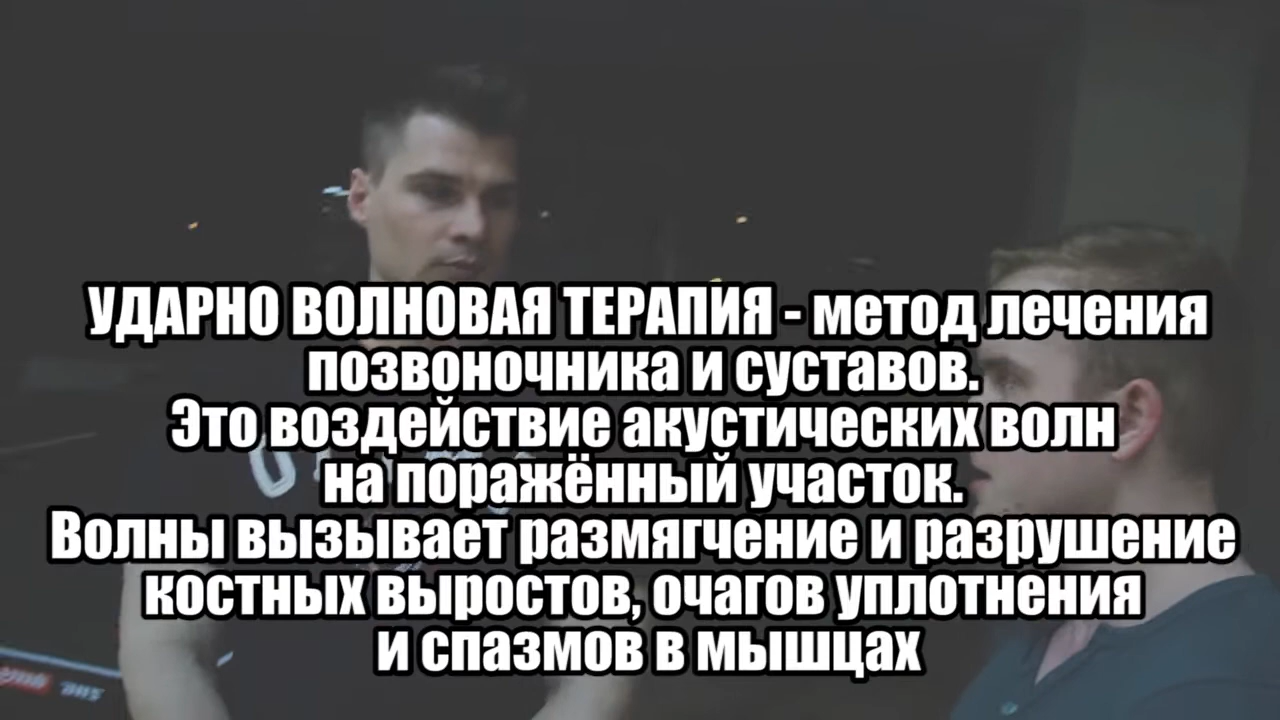 УДАРНО ВОЛНОВАЯ ТЕРАПИЯ - метод лечения
позвоночника и суставов.
Это воздействие акустических волн
на поражённый участок.
Волны вызывает размягчение и разрушение
костных выростов, очагов уплотнения
и спазмов в мышцах